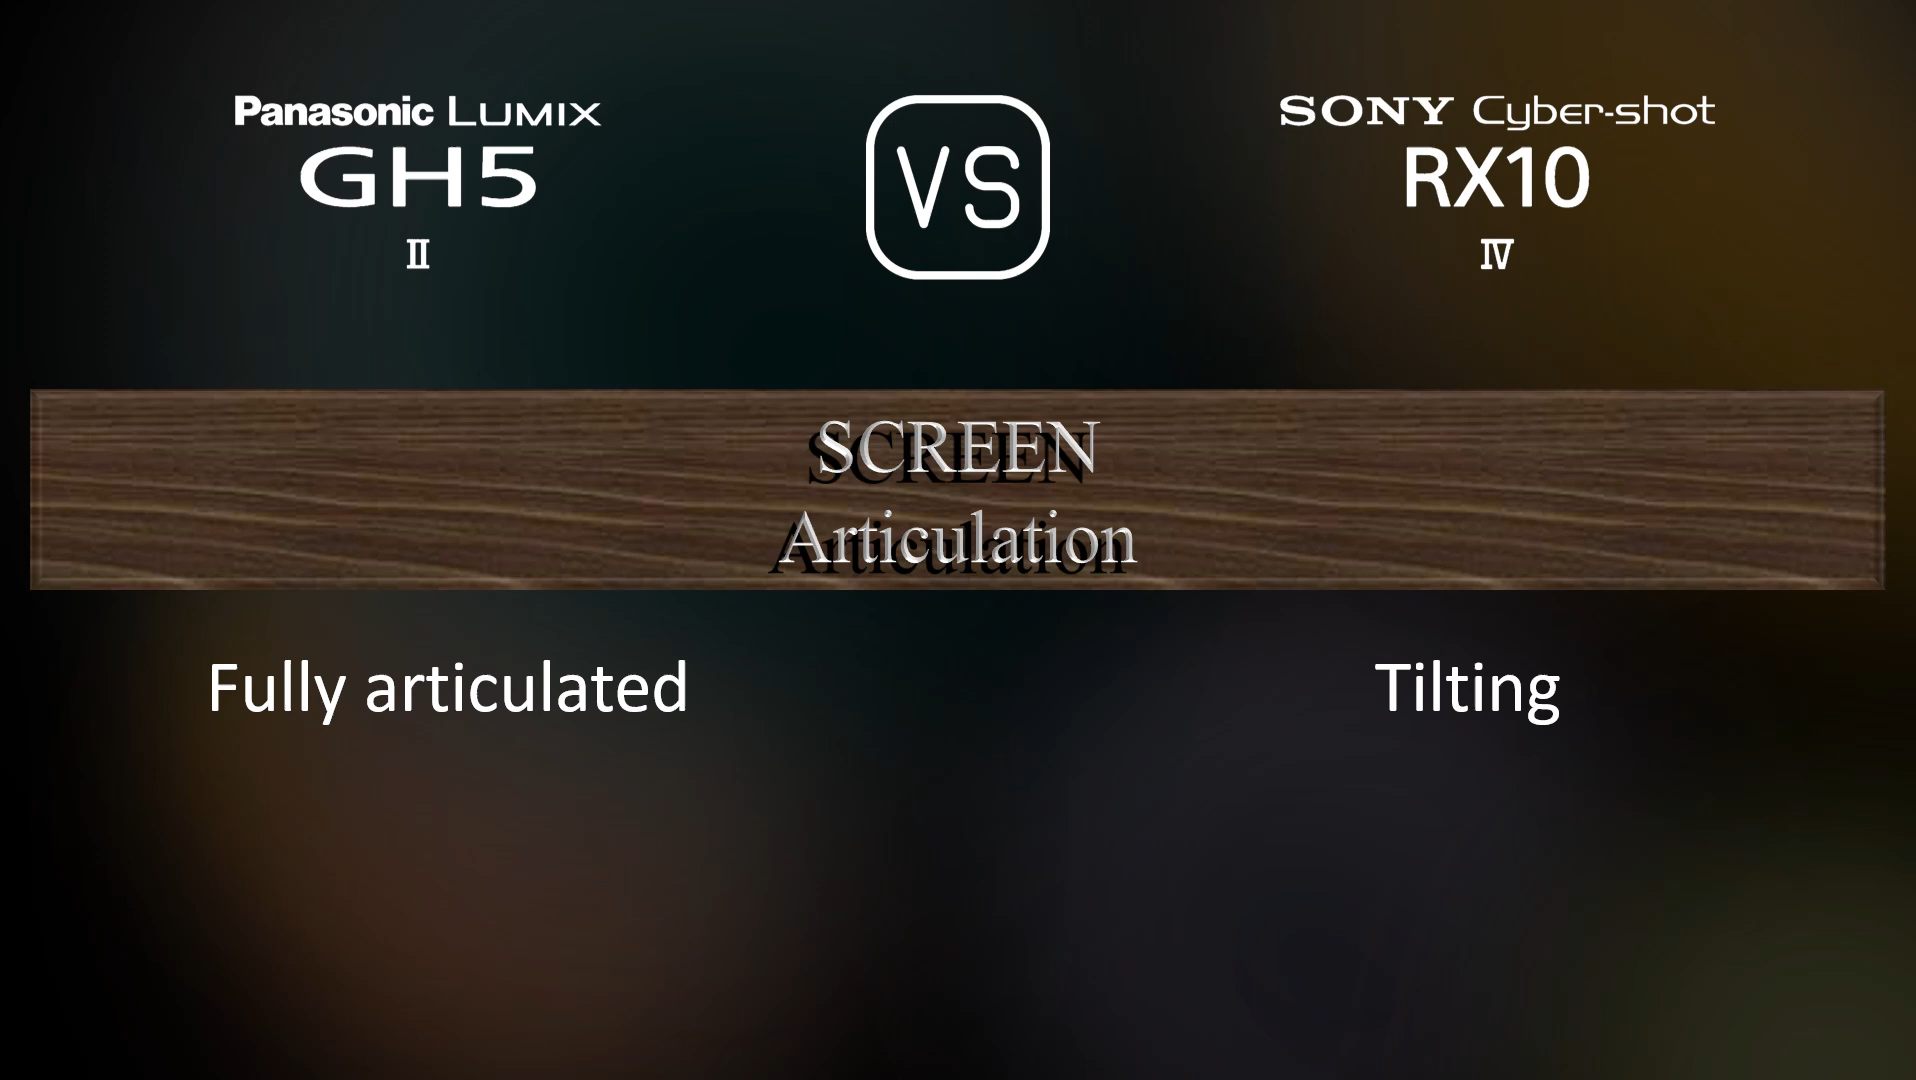 Panasonic LUMIX
GH5
II
VS
SONY Cyber-shot
RX10
IV
SCREEN
Articulation
Fully articulated
Tilting